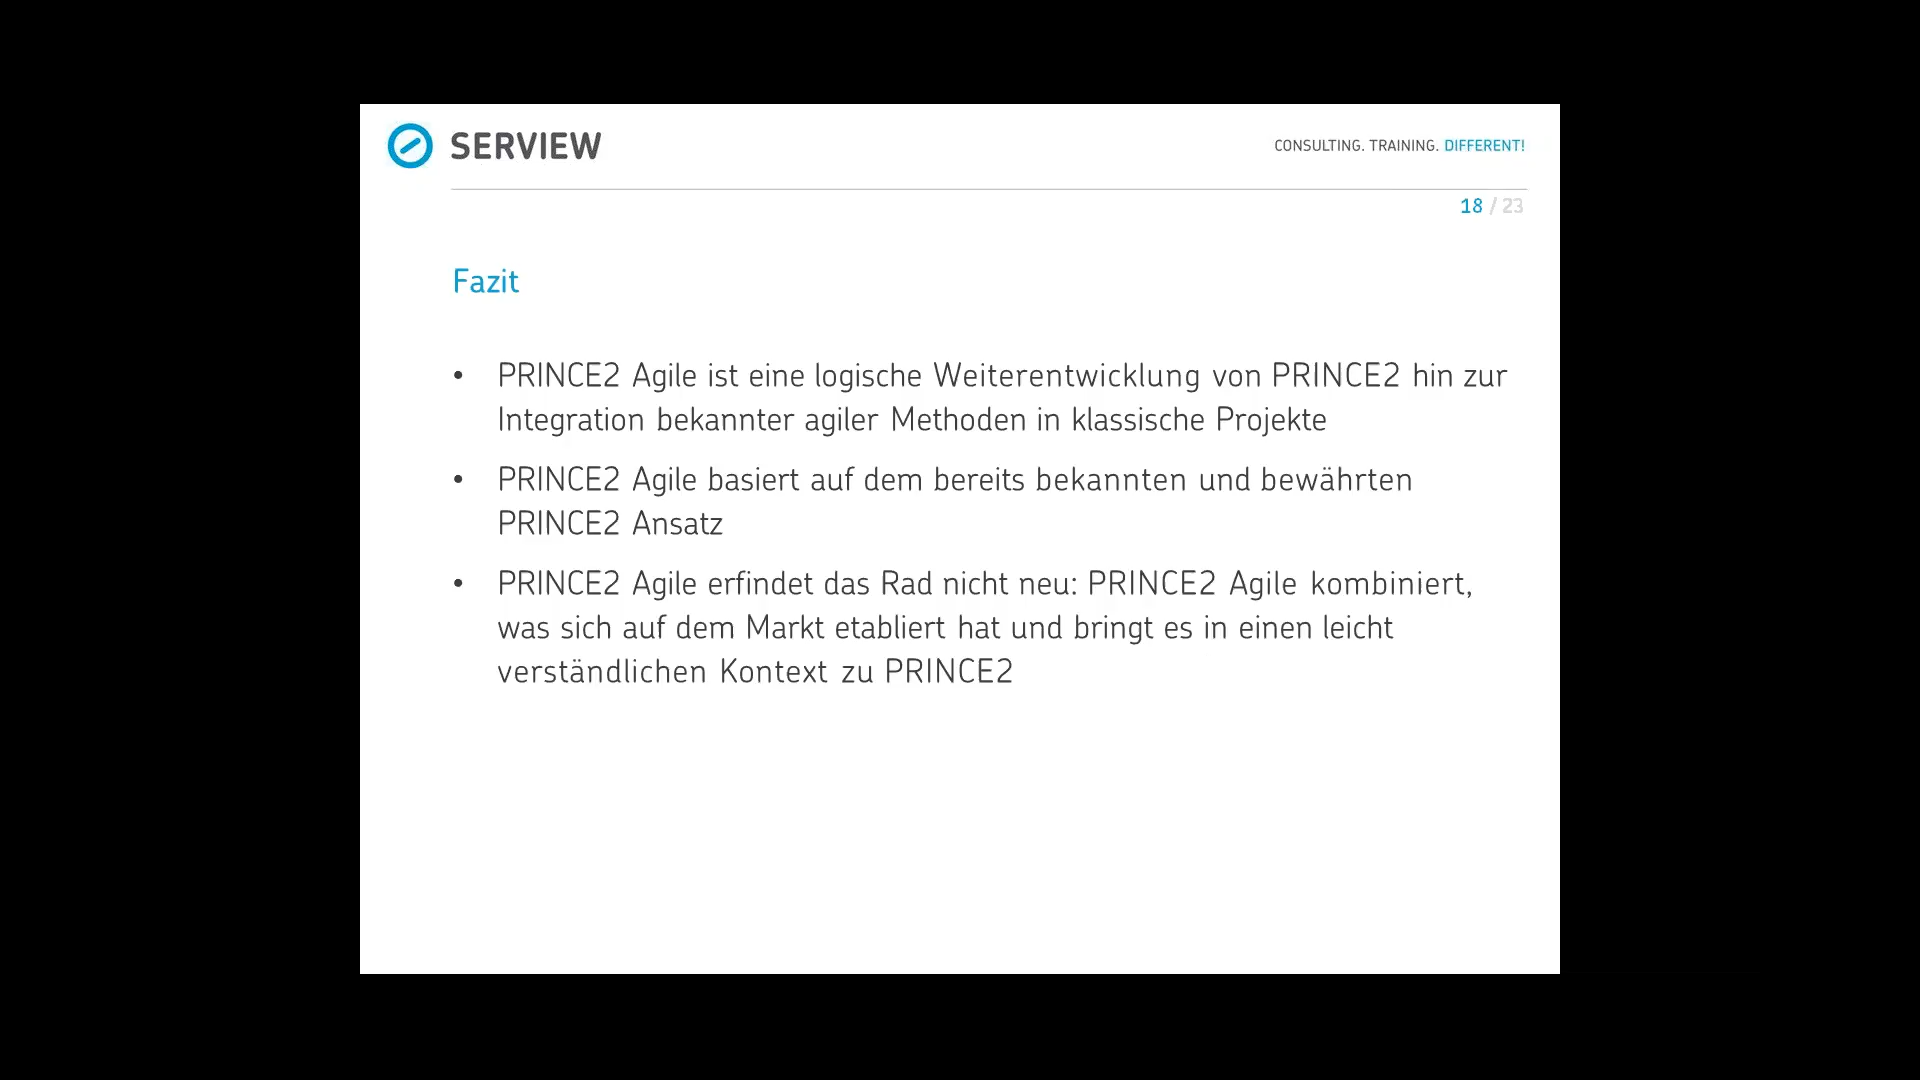 SERVIEW
CONSULTING. TRAINING. DIFFERENT!
18 / 23
Fazit
• PRINCE2 Agile ist eine logische Weiterentwicklung von PRINCE2 hin zur
Integration bekannter agiler Methoden in klassische Projekte
• PRINCE2 Agile basiert auf dem bereits bekannten und bewährten
PRINCE2 Ansatz
• PRINCE2 Agile erfindet das Rad nicht neu: PRINCE2 Agile kombiniert,
was sich auf dem Markt etabliert hat und bringt es in einen leicht
verständlichen Kontext zu PRINCE2